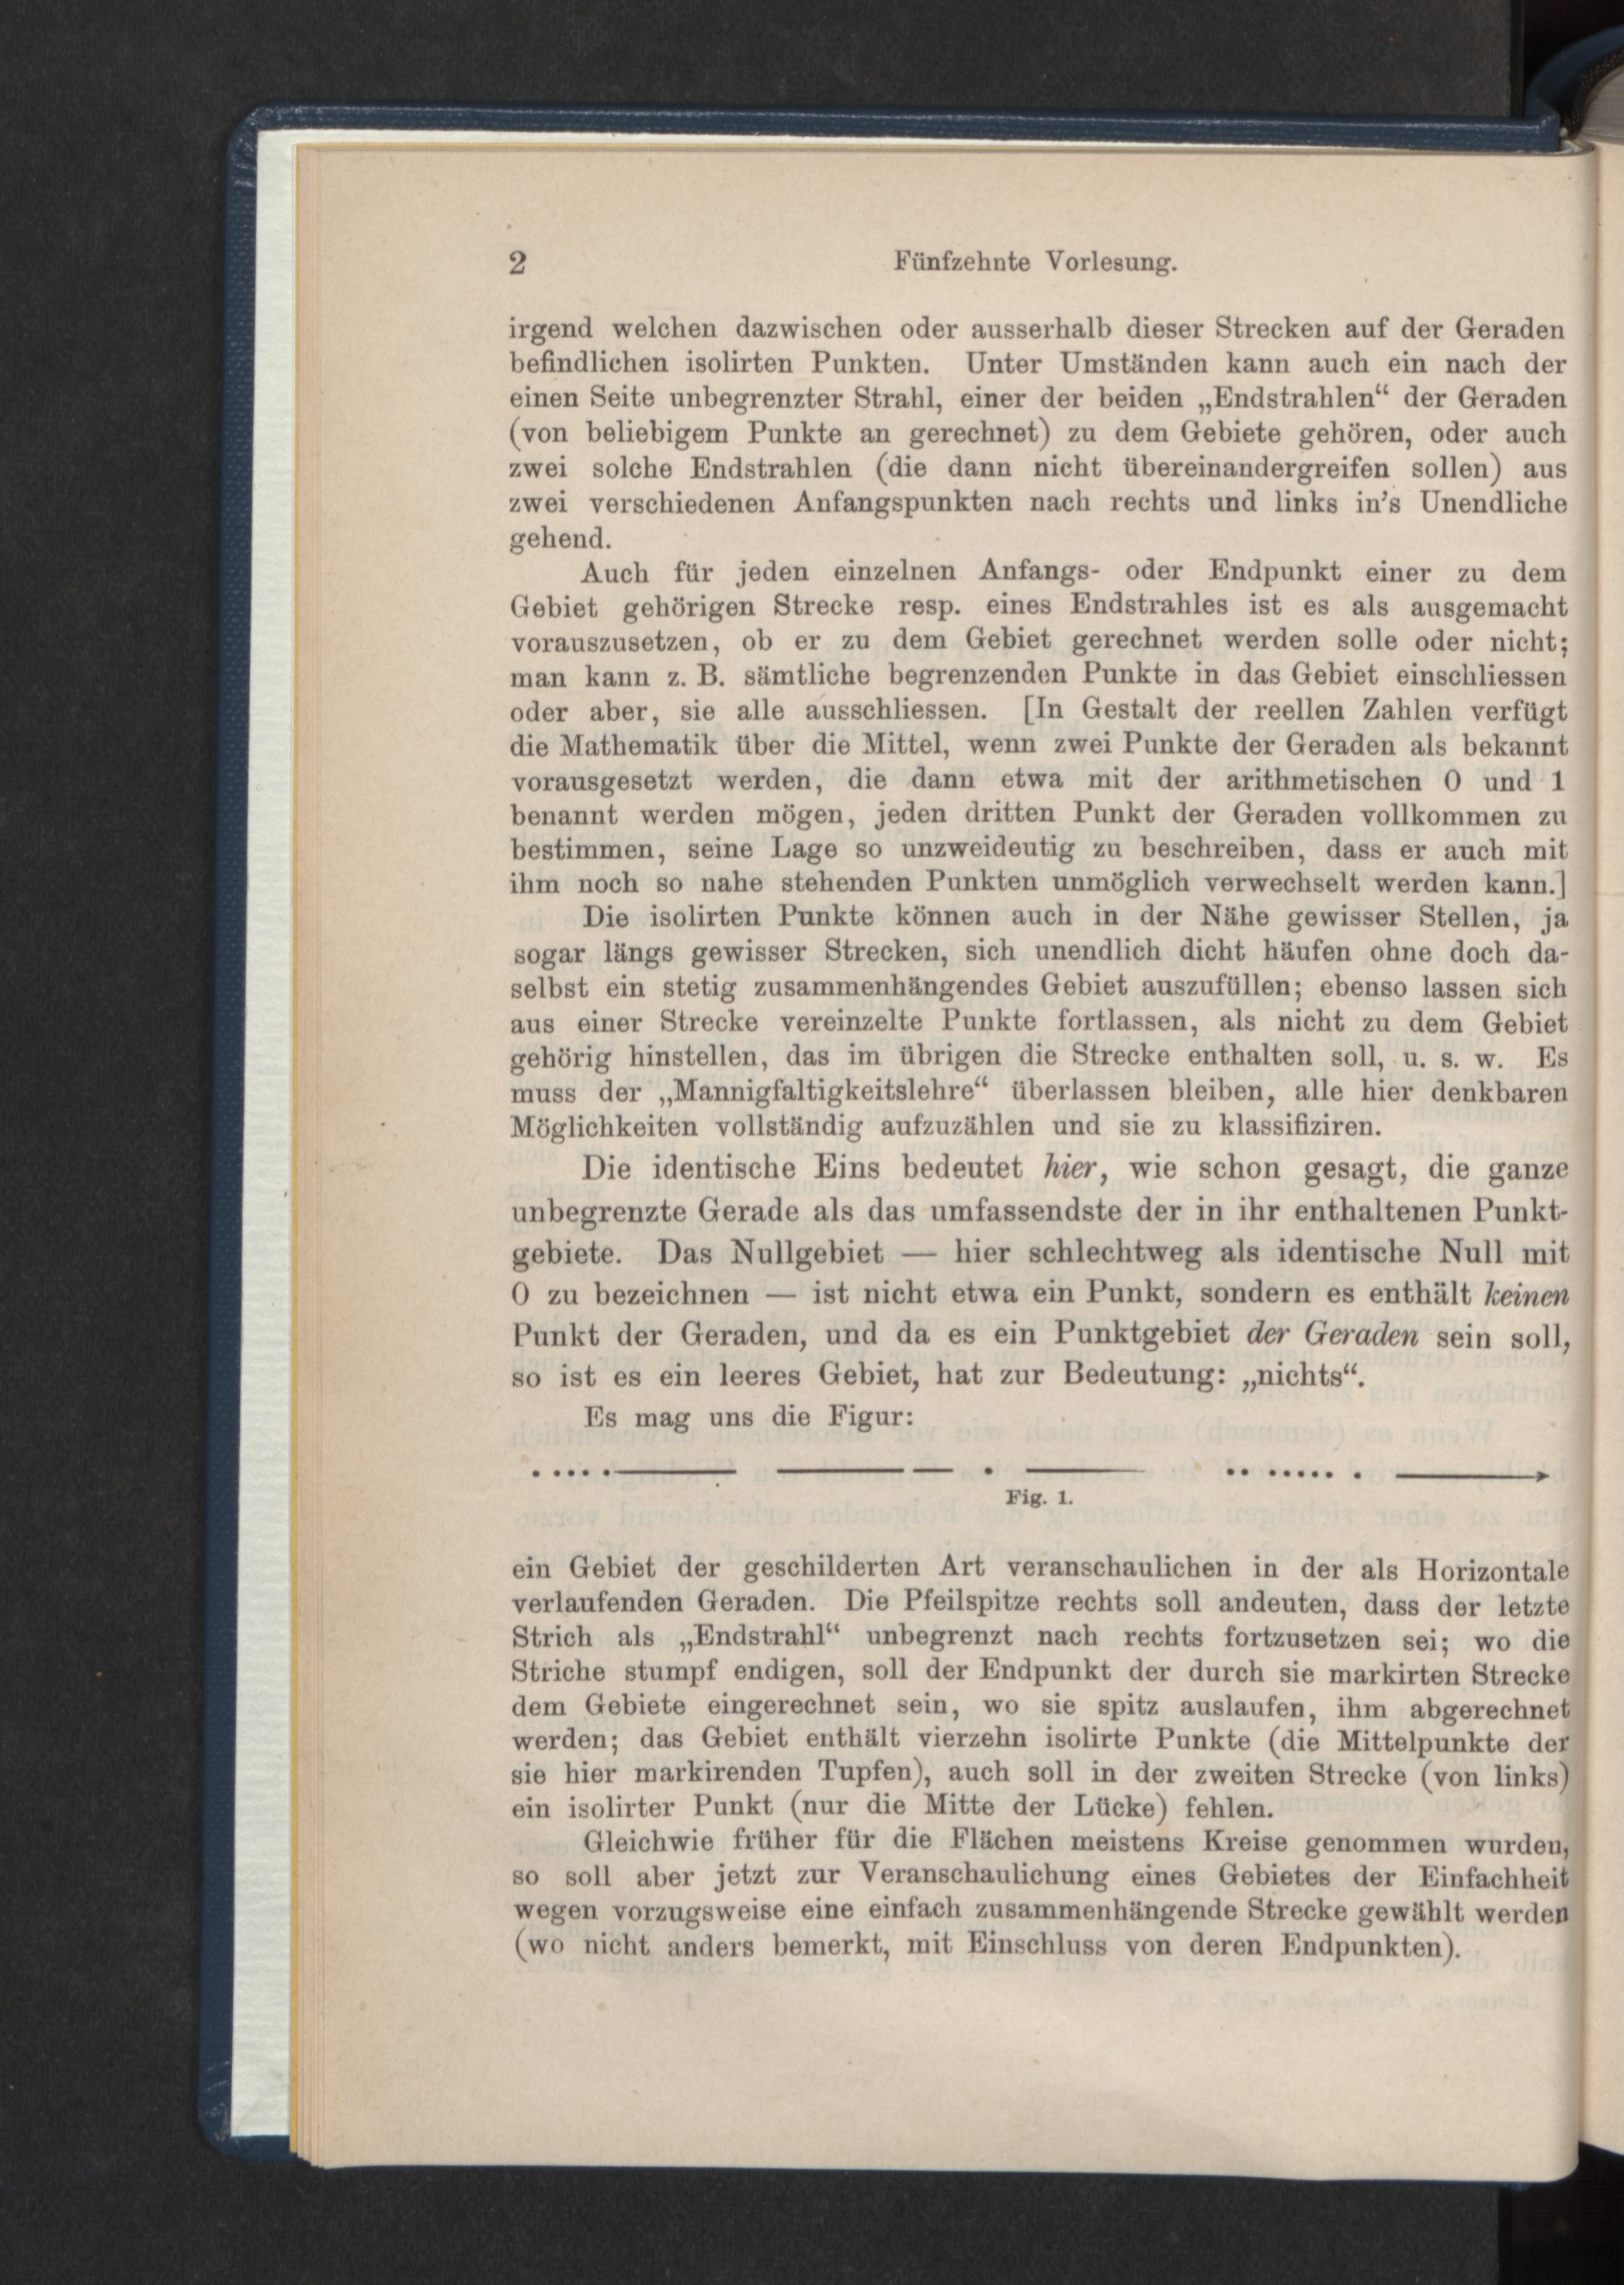 2 Fünfzehnte Vorlesung.
irgend welchen dazwischen oder ausserhalb dieser Strecken auf der Geraden
befindlichen isolirten Punkten. Unter Umständen kann auch ein nach der
einen Seite unbegrenzter Strahl, einer der beiden „Endstrahlen“ der Geraden
(von beliebigem Punkte an gerechnet) zu dem Gebiete gehören, oder auch
zwei solche Endstrahlen (die dann nicht übereinandergreifen sollen) aus
zwei verschiedenen Anfangspunkten nach rechts und links in's Unendliche
gehend.
Auch für jeden einzelnen Anfangs- oder Endpunkt einer zu dem
Gebiet gehörigen Strecke resp. eines Endstrahles ist es als ausgemacht
vorauszusetzen, ob er zu dem Gebiet gerechnet werden solle oder nicht;
man kann z. B. sämtliche begrenzenden Punkte in das Gebiet einschliessen
oder aber, sie alle ausschliessen. [In Gestalt der reellen Zahlen verfügt
die Mathematik über die Mittel, wenn zwei Punkte der Geraden als bekannt
vorausgesetzt werden, die dann etwa mit der arithmetischen 0 und 1
benannt werden mögen, jeden dritten Punkt der Geraden vollkommen zu
bestimmen, seine Lage so unzweideutig zu beschreiben, dass er auch mit
ihm noch so nahe stehenden Punkten unmöglich verwechselt werden kann.]
Die isolirten Punkte können auch in der Nähe gewisser Stellen, ja
sogar längs gewisser Strecken, sich unendlich dicht häufen ohne doch da-
selbst ein stetig zusammenhängendes Gebiet auszufüllen; ebenso lassen sich
aus einer Strecke vereinzelte Punkte fortlassen, als nicht zu dem Gebiet
gehörig hinstellen, das im übrigen die Strecke enthalten soll, u. s. w. Es
muss der „Mannigfaltigkeitslehre“ überlassen bleiben, alle hier denkbaren
Möglichkeiten vollständig aufzuzählen und sie zu klassifiziren.
Die identische Eins bedeutet hier, wie schon gesagt, die ganze
unbegrenzte Gerade als das umfassendste der in ihr enthaltenen Punkt-
gebiete. Das Nullgebiet — hier schlechtweg als identische Null mit
0 zu bezeichnen — ist nicht etwa ein Punkt, sondern es enthält keinen
Punkt der Geraden, und da es ein Punktgebiet der Geraden sein soll,
so ist es ein leeres Gebiet, hat zur Bedeutung: „nichts“.
Es mag uns die Figur:
Fig. 1.
ein Gebiet der geschilderten Art veranschaulichen in der als Horizontale
verlaufenden Geraden. Die Pfeilspitze rechts soll andeuten, dass der letzte
Strich als „Endstrahl“ unbegrenzt nach rechts fortzusetzen sei; wo die
Striche stumpf endigen, soll der Endpunkt der durch sie markirten Strecke
dem Gebiete eingerechnet sein, wo sie spitz auslaufen, ihm abgerechnet
werden; das Gebiet enthält vierzehn isolirte Punkte (die Mittelpunkte der
sie hier markirenden Tupfen), auch soll in der zweiten Strecke (von links)
ein isolirter Punkt (nur die Mitte der Lücke) fehlen.
Gleichwie früher für die Flächen meistens Kreise genommen wurden,
so soll aber jetzt zur Veranschaulichung eines Gebietes der Einfachheit
wegen vorzugsweise eine einfach zusammenhängende Strecke gewählt werden
(wo nicht anders bemerkt, mit Einschluss von deren Endpunkten).